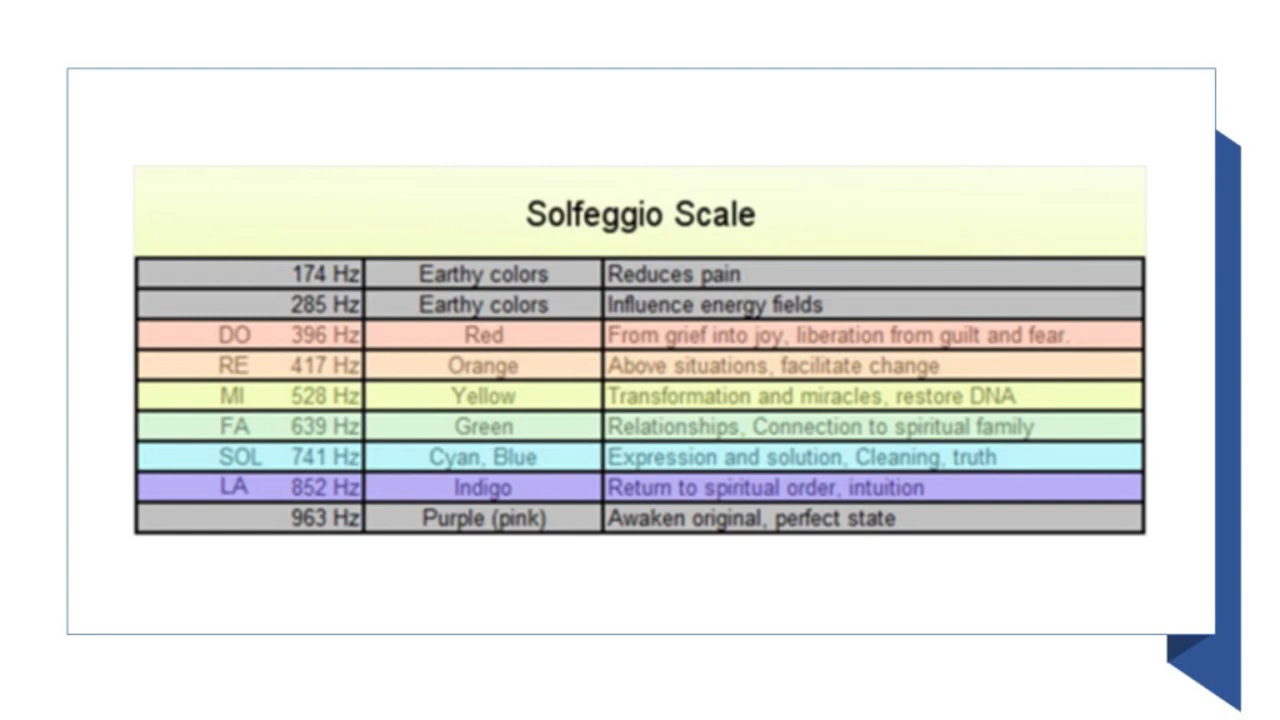 Solfeggio Scale
174 Hz Earthy colors Reduces pain
285 Hz Earthy colors Influence energy fields
DO 396 Hz Red From grief into joy, liberation from guilt and fear.
RE 417 Hz Orange Above situations, facilitate change
MI 528 Hz Yellow Transformation and miracles, restore DNA
FA 639 Hz Green Relationships, Connection to spiritual family
SOL 741 Hz Cyan, Blue Expression and solution, Cleaning, truth
LA 852 Hz Indigo Return to spiritual order, intuition
963 Hz Purple (pink) Awaken original, perfect state